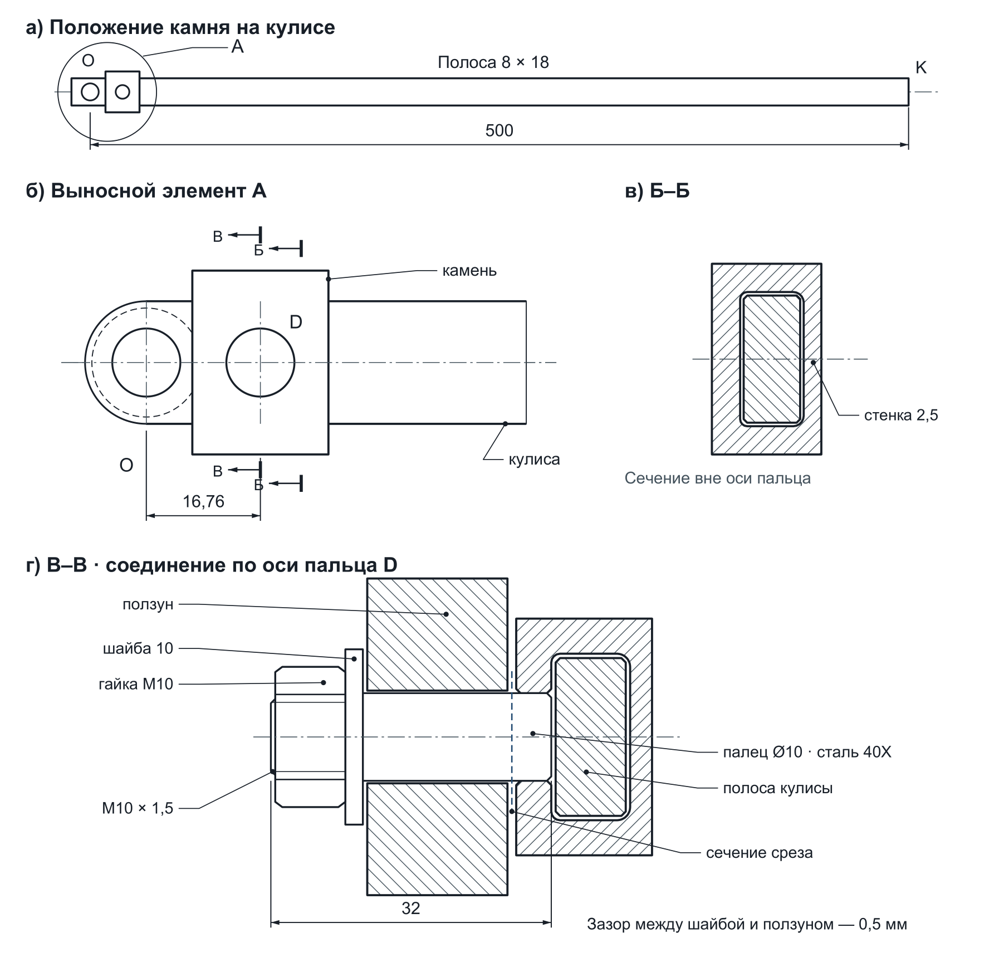 а) Положение камня на кулисе
A
O
Полоса 8 × 18
K
500
б) Выносной элемент А
в) Б–Б
В
Б
камень
D
стенка 2,5
кулиса
O
В
Б
Сечение вне оси пальца
16,76
г) В–В · соединение по оси пальца D
ползун
шайба 10
гайка М10
палец Ø10 · сталь 40Х
полоса кулисы
М10 × 1,5
сечение среза
32
Зазор между шайбой и ползуном — 0,5 мм